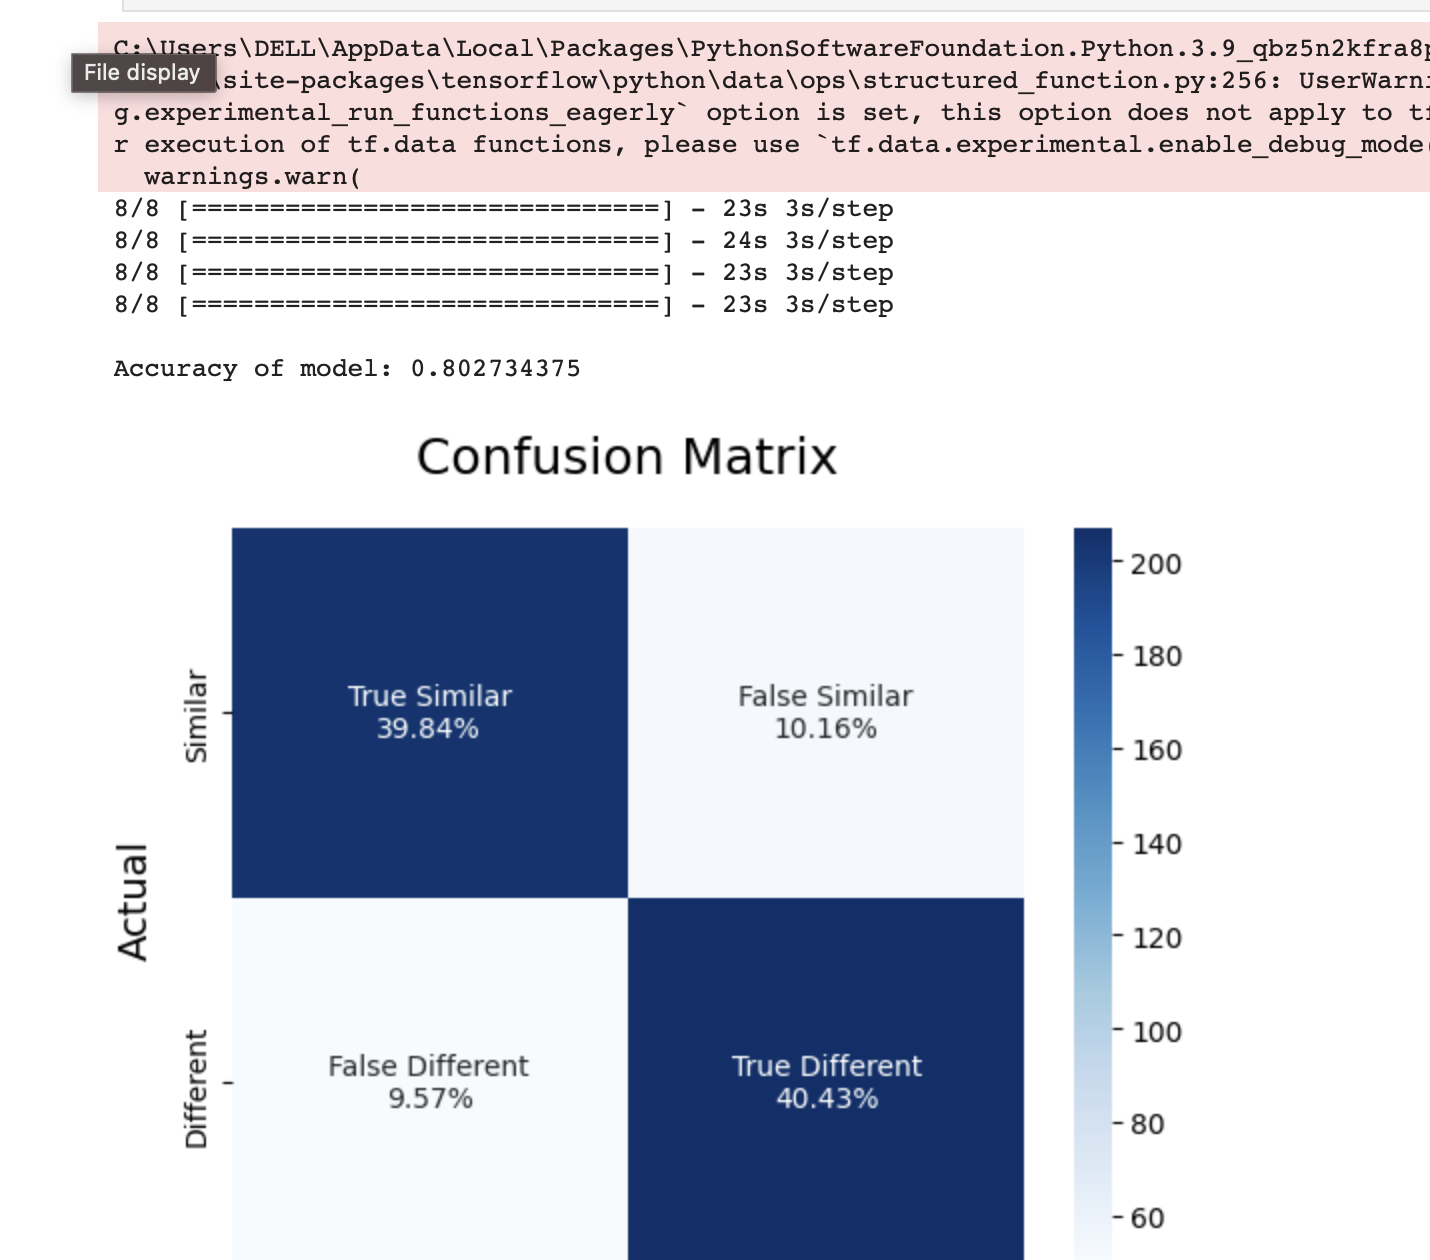 C:\Users\DELL\AppData\Local\Packages\PythonSoftwareFoundation.Python.3.9_qbz5n2kfra8p
File display
\site-packages\tensorflow\python\data\ops\structured_function.py:256: UserWarni
g.experimental_run_functions_eagerly` option is set, this option does not apply to tf
r execution of tf.data functions, please use `tf.data.experimental.enable_debug_mode(
warnings.warn(
8/8 [==============================] - 23s 3s/step
8/8 [==============================] - 24s 3s/step
8/8 [==============================] - 23s 3s/step
8/8 [==============================] - 23s 3s/step
Accuracy of model: 0.802734375
Confusion Matrix
True Similar
39.84%
False Similar
10.16%
False Different
9.57%
True Different
40.43%
Similar
Different
Actual
200
180
160
140
120
100
80
60